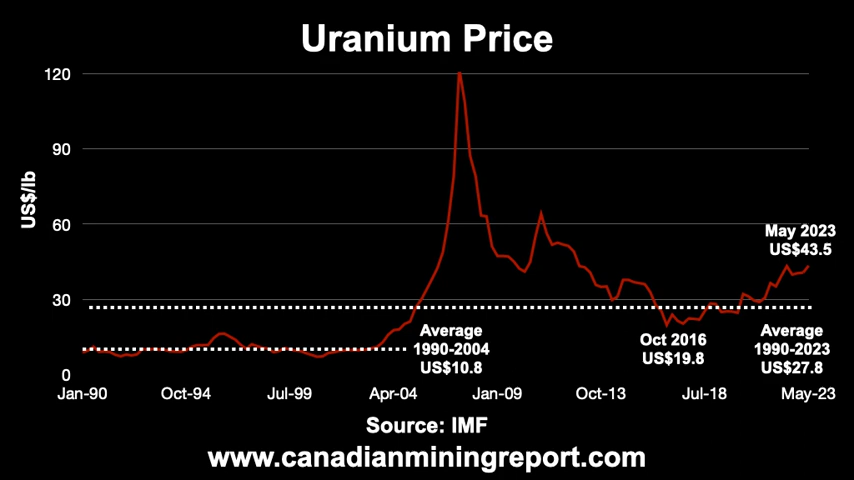 Uranium Price
120
90
60
30
0
US$/lb
May 2023
US$43.5
Average
1990-2004
US$10.8
Oct 2016
US$19.8
Average
1990-2023
US$27.8
Jan-90
Oct-94
Jul-99
Apr-04
Jan-09
Oct-13
Jul-18
May-23
Source: IMF
www.canadianminingreport.com